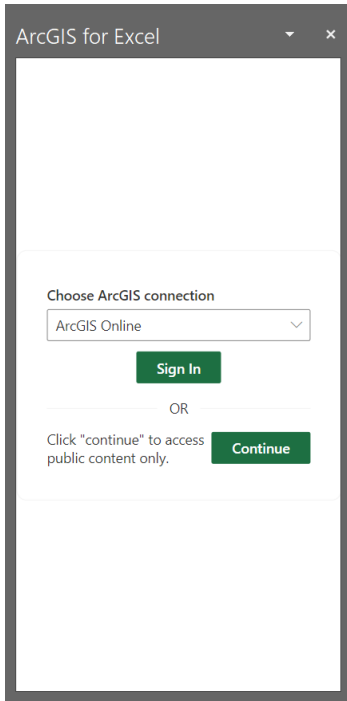 ArcGIS for Excel
Choose ArcGIS connection
ArcGIS Online
Sign In
OR
Click "continue" to access
public content only.
Continue